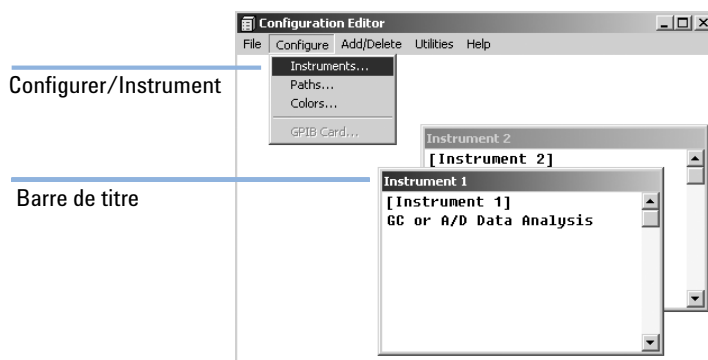 Configuration Editor
File Configure Add/Delete Utilities Help
Instruments...
Configurer/Instrument
Paths...
Colors...
GPIB Card...
Instrument 2
[Instrument 2]
Instrument 1
Barre de titre
[Instrument 1]
GC or A/D Data Analysis